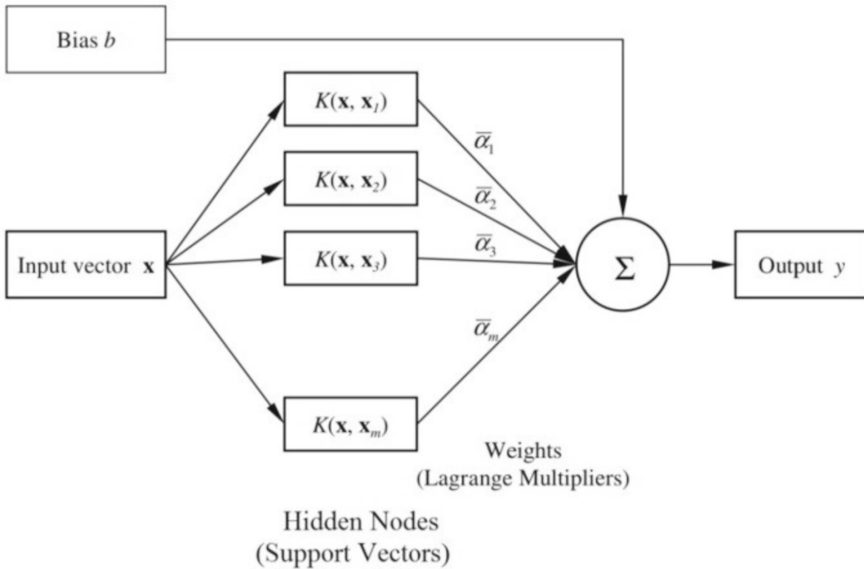 Bias b
K(x, x₁)
K(x, x₂)
K(x, x₃)
K(x, xₘ)
Input vector x
ᾱ₁
ᾱ₂
ᾱ₃
ᾱₘ
Σ
Output y
Weights
(Lagrange Multipliers)
Hidden Nodes
(Support Vectors)